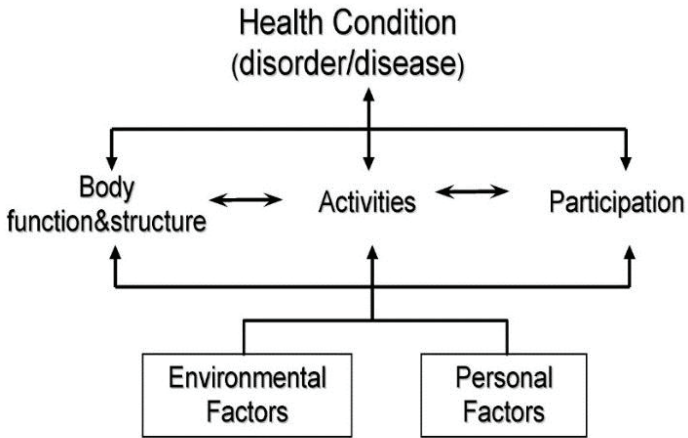 Health Condition
(disorder/disease)
Body
function&structure
Activities
Participation
Environmental
Factors
Personal
Factors